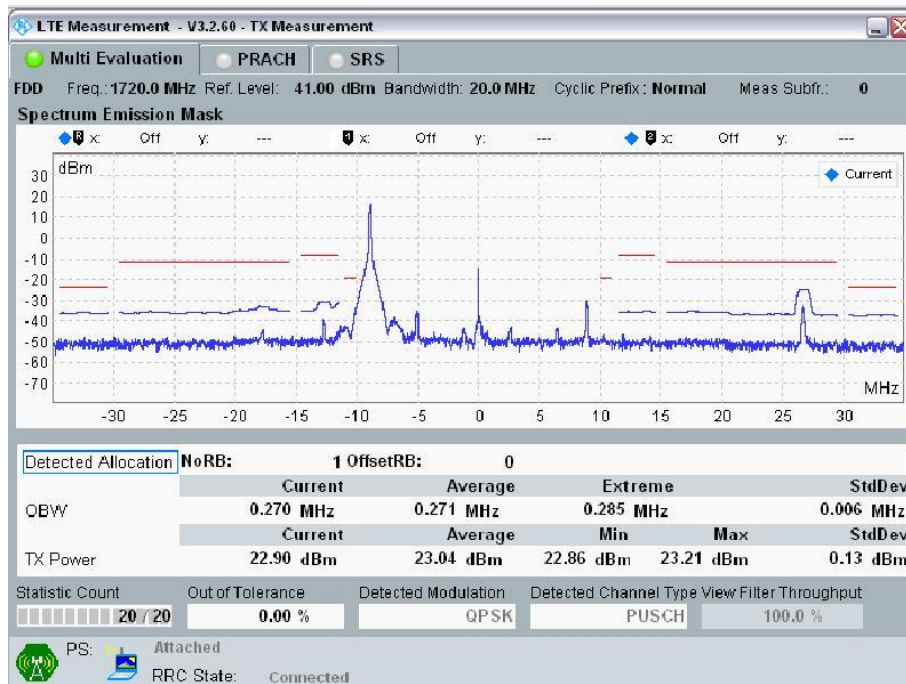 LTE Measurement - V3.2.60 - TX Measurement
Multi Evaluation PRACH SRS
FDD Freq.: 1720.0 MHz Ref. Level: 41.00 dBm Bandwidth: 20.0 MHz Cyclic Prefix: Normal Meas Subfr.: 0
Spectrum Emission Mask
R x: Off y: --- 1 x: Off y: --- 2 x: Off y: ---
dBm
Current
30
20
10
0
-10
-20
-30
-40
-50
-60
-70
MHz
-30 -25 -20 -15 -10 -5 0 5 10 15 20 25 30
Detected Allocation NoRB: 1 OffsetRB: 0
Current Average Extreme StdDev
OBW 0.270 MHz 0.271 MHz 0.285 MHz 0.006 MHz
Current Average Min Max StdDev
TX Power 22.90 dBm 23.04 dBm 22.86 dBm 23.21 dBm 0.13 dBm
Statistic Count Out of Tolerance Detected Modulation Detected Channel Type View Filter Throughput
20 / 20 0.00 % QPSK PUSCH 100.0 %
PS: Attached
RRC State: Connected